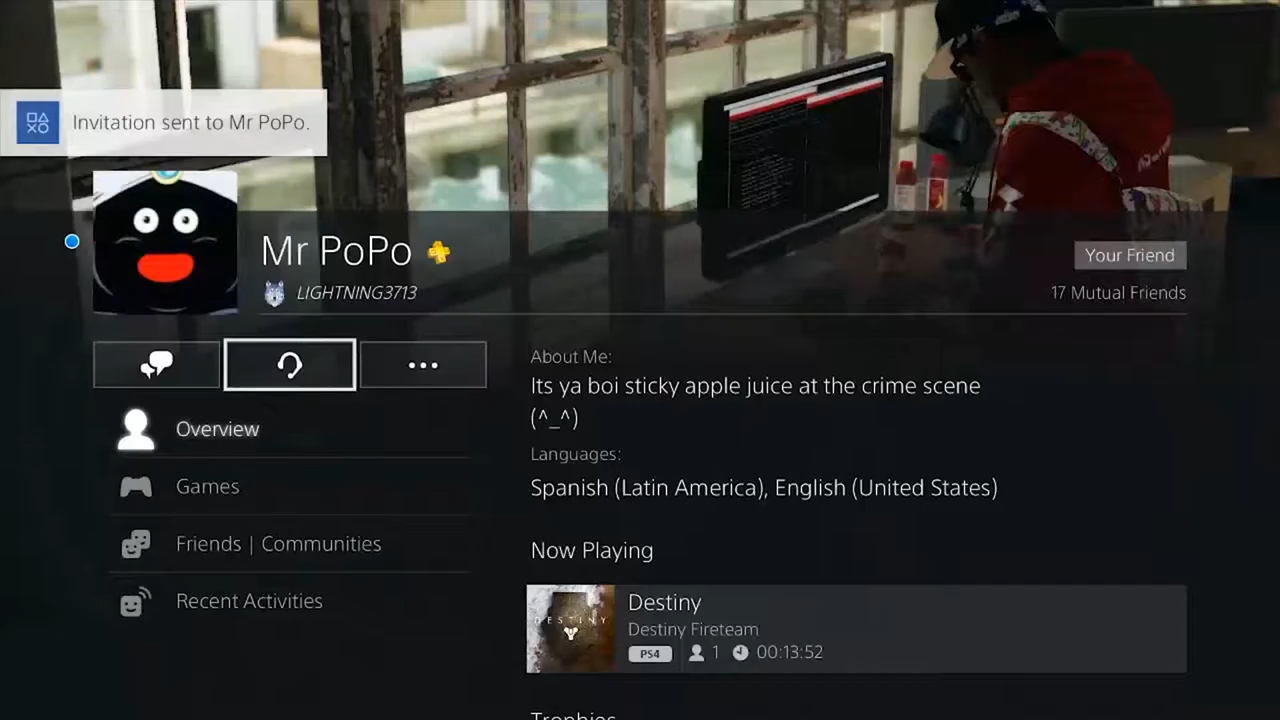 Invitation sent to Mr PoPo.
Mr PoPo
LIGHTNING3713
Your Friend
17 Mutual Friends
Overview
Games
Friends | Communities
Recent Activities
About Me:
Its ya boi sticky apple juice at the crime scene
(^_^)
Languages:
Spanish (Latin America), English (United States)
Now Playing
DESTINY
Destiny
Destiny Fireteam
PS4 1 00:13:52
Trophies